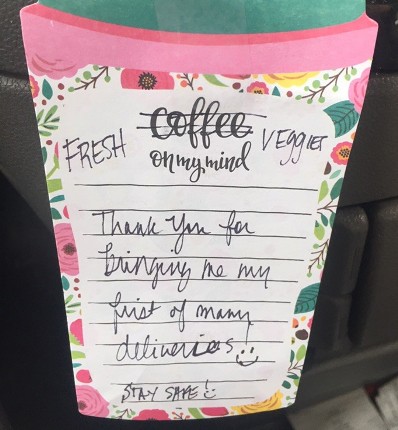 FRESH Coffee VEGGIES
on my mind
Thank You for
bringing me my
first of many
deliveries!
STAY SAFE!